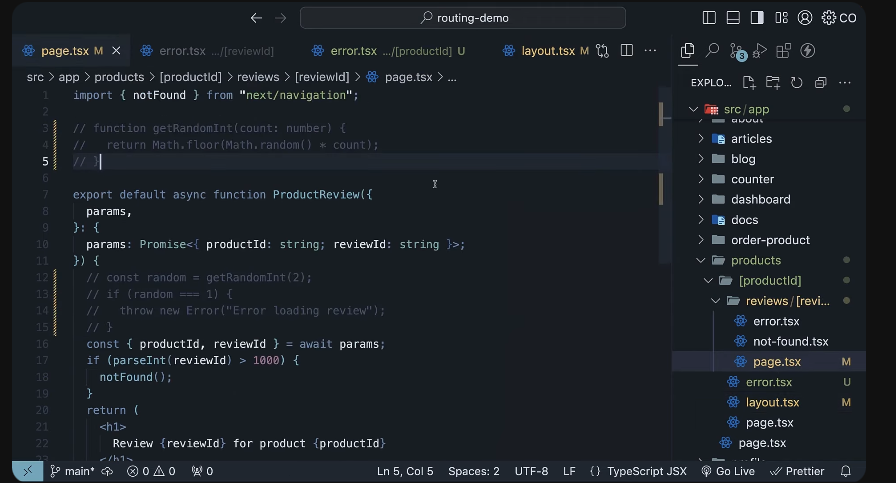 routing-demo
CO
page.tsx M
error.tsx .../[reviewId]
error.tsx .../[productId] U
layout.tsx M
3
src > app > products > [productId] > reviews > [reviewId] > page.tsx > ...
EXPLO...
1 import { notFound } from "next/navigation";
2
3 // function getRandomInt(count: number) {
4 //   return Math.floor(Math.random() * count);
5 // }
6
7 export default async function ProductReview({
8   params,
9 }: {
10   params: Promise<{ productId: string; reviewId: string }>;
11 }) {
12   // const random = getRandomInt(2);
13   // if (random === 1) {
14   //   throw new Error("Error loading review");
15   // }
16   const { productId, reviewId } = await params;
17   if (parseInt(reviewId) > 1000) {
18     notFound();
19   }
20   return (
21     <h1>
22       Review {reviewId} for product {productId}
23     </h1>
src/app
about
articles
blog
counter
dashboard
docs
order-product
products
[productId]
reviews/[revi...
error.tsx
not-found.tsx
page.tsx M
error.tsx U
layout.tsx M
page.tsx
page.tsx
main* 0 0 0 Ln 5, Col 5 Spaces: 2 UTF-8 LF {} TypeScript JSX Go Live Prettier